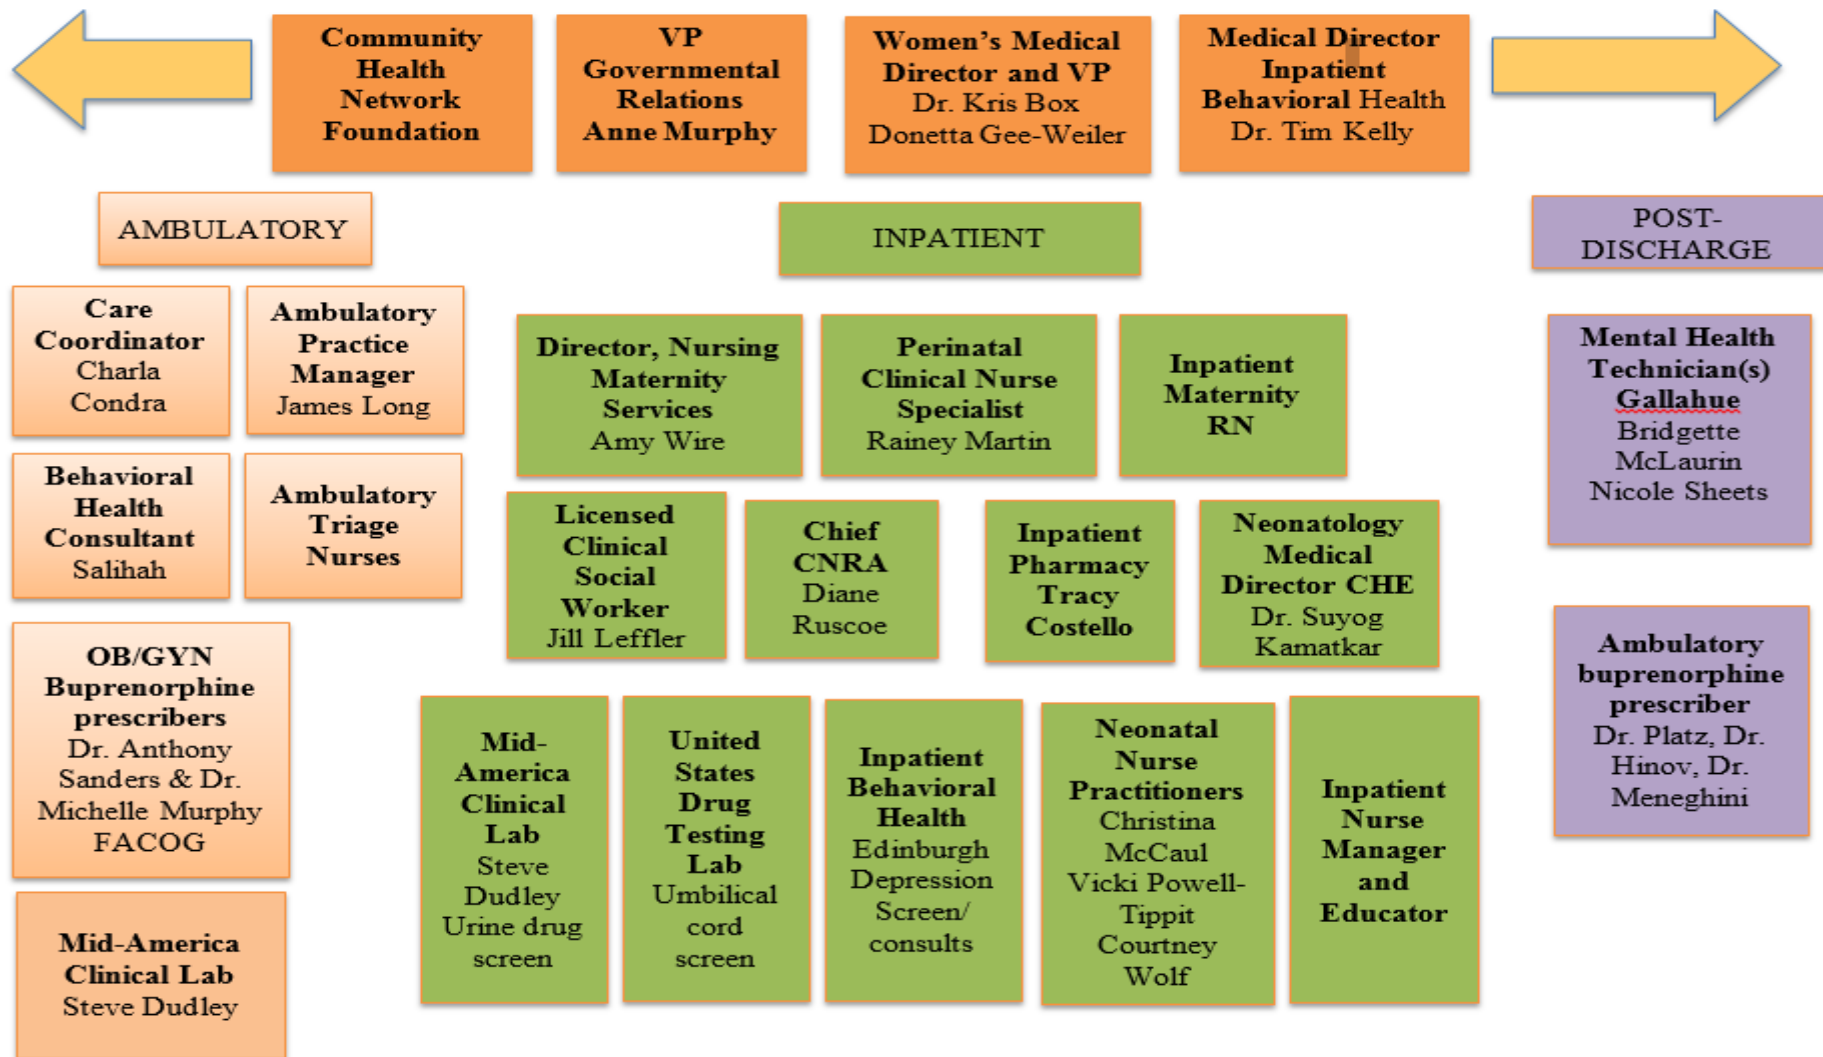 Community
Health
Network
Foundation
VP
Governmental
Relations
Anne Murphy
Women’s Medical
Director and VP
Dr. Kris Box
Donetta Gee-Weiler
Medical Director
Inpatient
Behavioral Health
Dr. Tim Kelly
AMBULATORY
INPATIENT
POST-
DISCHARGE
Care
Coordinator
Charla
Condra
Ambulatory
Practice
Manager
James Long
Behavioral
Health
Consultant
Salihah
Ambulatory
Triage
Nurses
OB/GYN
Buprenorphine
prescribers
Dr. Anthony
Sanders & Dr.
Michelle Murphy
FACOG
Mid-America
Clinical Lab
Steve Dudley
Director, Nursing
Maternity
Services
Amy Wire
Perinatal
Clinical Nurse
Specialist
Rainey Martin
Inpatient
Maternity
RN
Licensed
Clinical
Social
Worker
Jill Leffler
Chief
CNRA
Diane
Ruscoe
Inpatient
Pharmacy
Tracy
Costello
Neonatology
Medical
Director CHE
Dr. Suyog
Kamatkar
Mid-
America
Clinical
Lab
Steve
Dudley
Urine drug
screen
United
States
Drug
Testing
Lab
Umbilical
cord
screen
Inpatient
Behavioral
Health
Edinburgh
Depression
Screen/
consults
Neonatal
Nurse
Practitioners
Christina
McCaul
Vicki Powell-
Tippit
Courtney
Wolf
Inpatient
Nurse
Manager
and
Educator
Mental Health
Technician(s)
Gallahue
Bridgette
McLaurin
Nicole Sheets
Ambulatory
buprenorphine
prescriber
Dr. Platz, Dr.
Hinov, Dr.
Meneghini